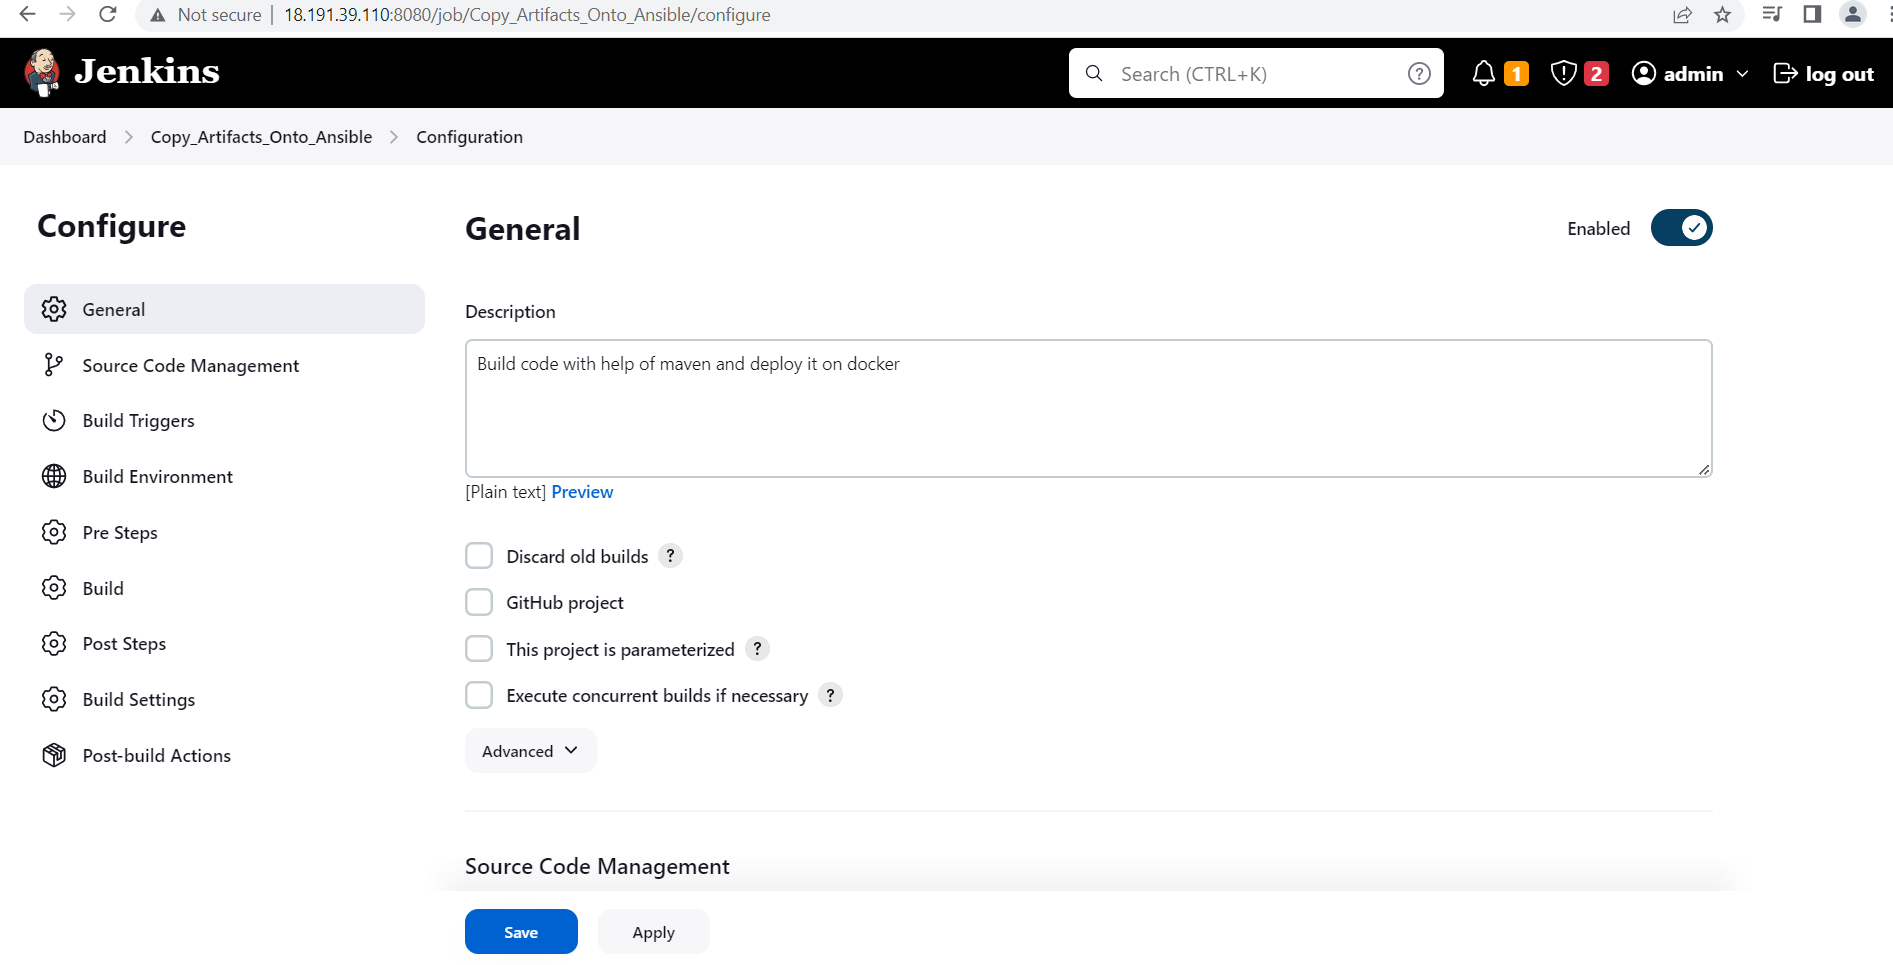 Not secure | 18.191.39.110:8080/job/Copy_Artifacts_Onto_Ansible/configure
Jenkins
Search (CTRL+K) ?
1
2
admin
log out
Dashboard > Copy_Artifacts_Onto_Ansible > Configuration
Configure
General
Source Code Management
Build Triggers
Build Environment
Pre Steps
Build
Post Steps
Build Settings
Post-build Actions
General
Enabled
Description
Build code with help of maven and deploy it on docker
[Plain text] Preview
Discard old builds ?
GitHub project
This project is parameterized ?
Execute concurrent builds if necessary ?
Advanced
Source Code Management
Save
Apply